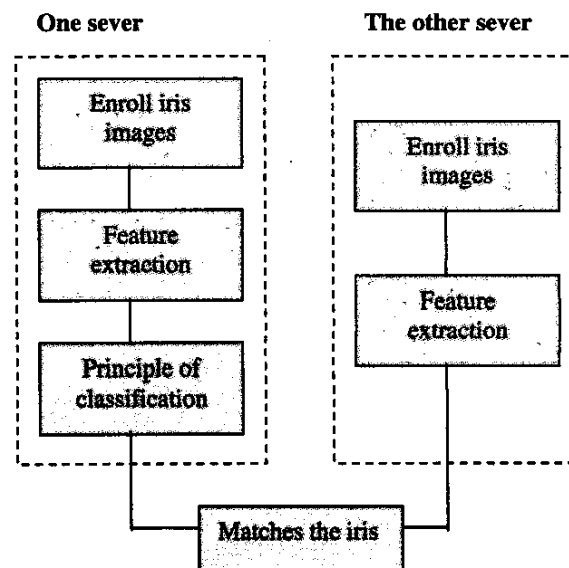 One sever
Enroll iris
images
Feature
extraction
Principle of
classification
The other sever
Enroll iris
images
Feature
extraction
Matches the iris